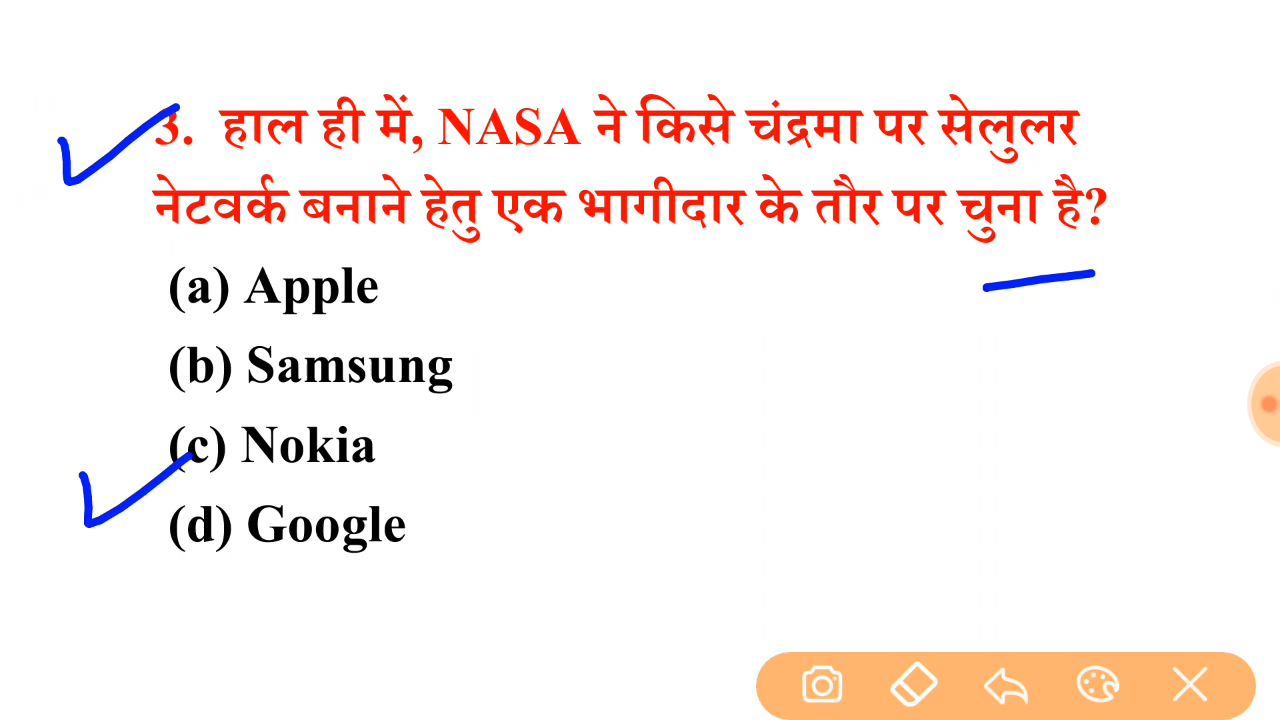 3. हाल ही में, NASA ने किसे चंद्रमा पर सेलुलर
नेटवर्क बनाने हेतु एक भागीदार के तौर पर चुना है?
(a) Apple
(b) Samsung
(c) Nokia
(d) Google